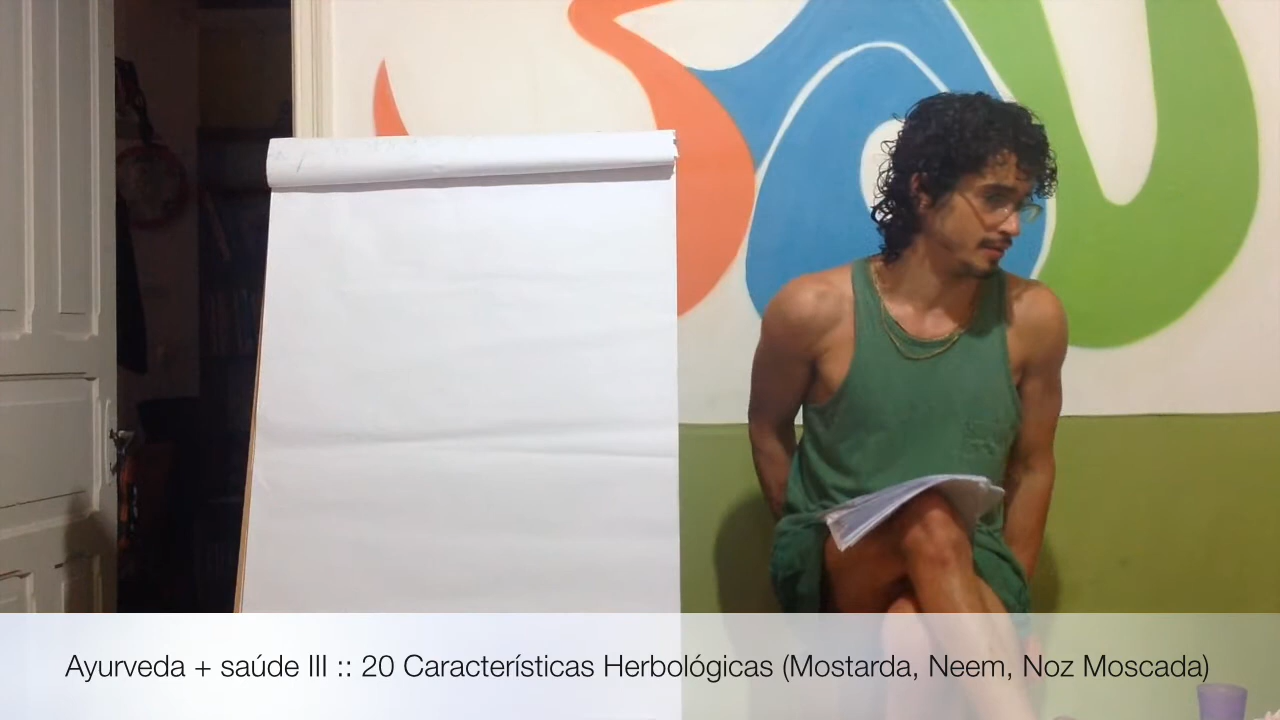 Ayurveda + saúde III :: 20 Características Herbológicas (Mostarda, Neem, Noz Moscada)